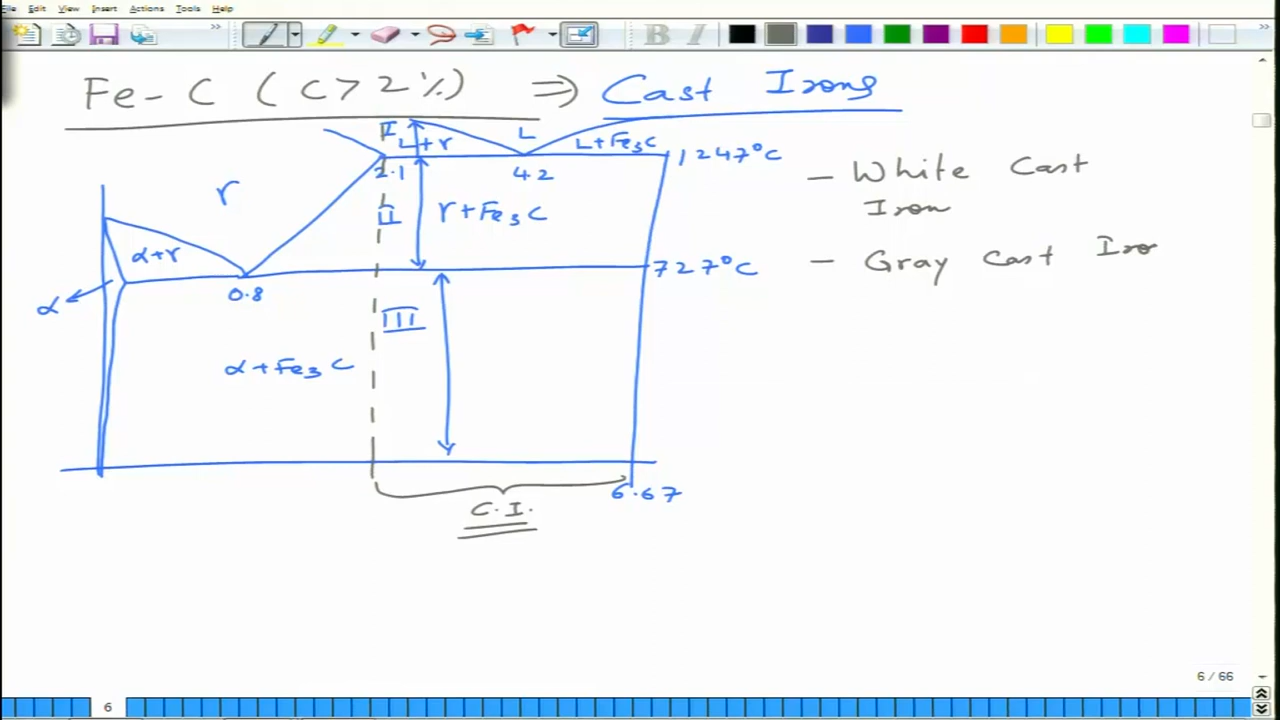 File Edit View Insert Actions Tools Help
Fe-C (C>2%) ⇒ Cast Irons
I
L+r
L
L+Fe3C
1247°C
2.1
4.2
- White Cast
Iron
r
II
r+Fe3C
α+r
727°C
- Gray Cast Iro
α
0.8
III
α+Fe3C
6.67
C.I.
6 / 66
6